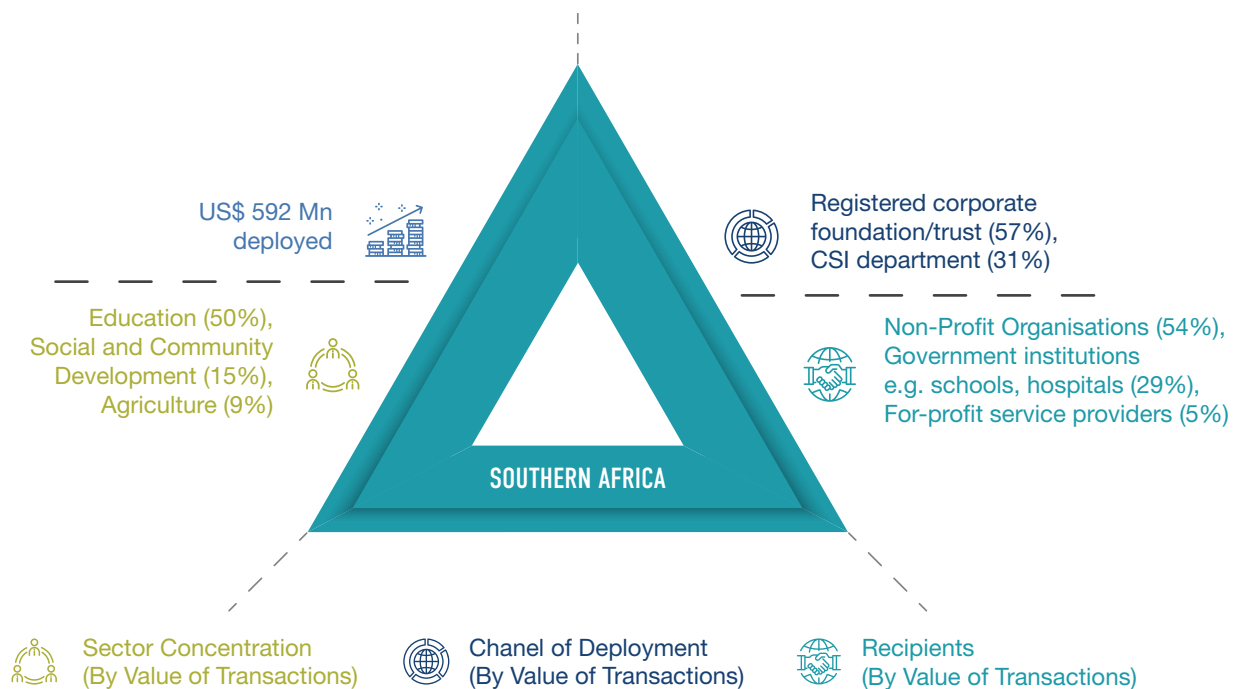 US$ 592 Mn
deployed
Registered corporate
foundation/trust (57%),
CSI department (31%)
Education (50%),
Social and Community
Development (15%),
Agriculture (9%)
Non-Profit Organisations (54%),
Government institutions
e.g. schools, hospitals (29%),
For-profit service providers (5%)
SOUTHERN AFRICA
Sector Concentration
(By Value of Transactions)
Chanel of Deployment
(By Value of Transactions)
Recipients
(By Value of Transactions)